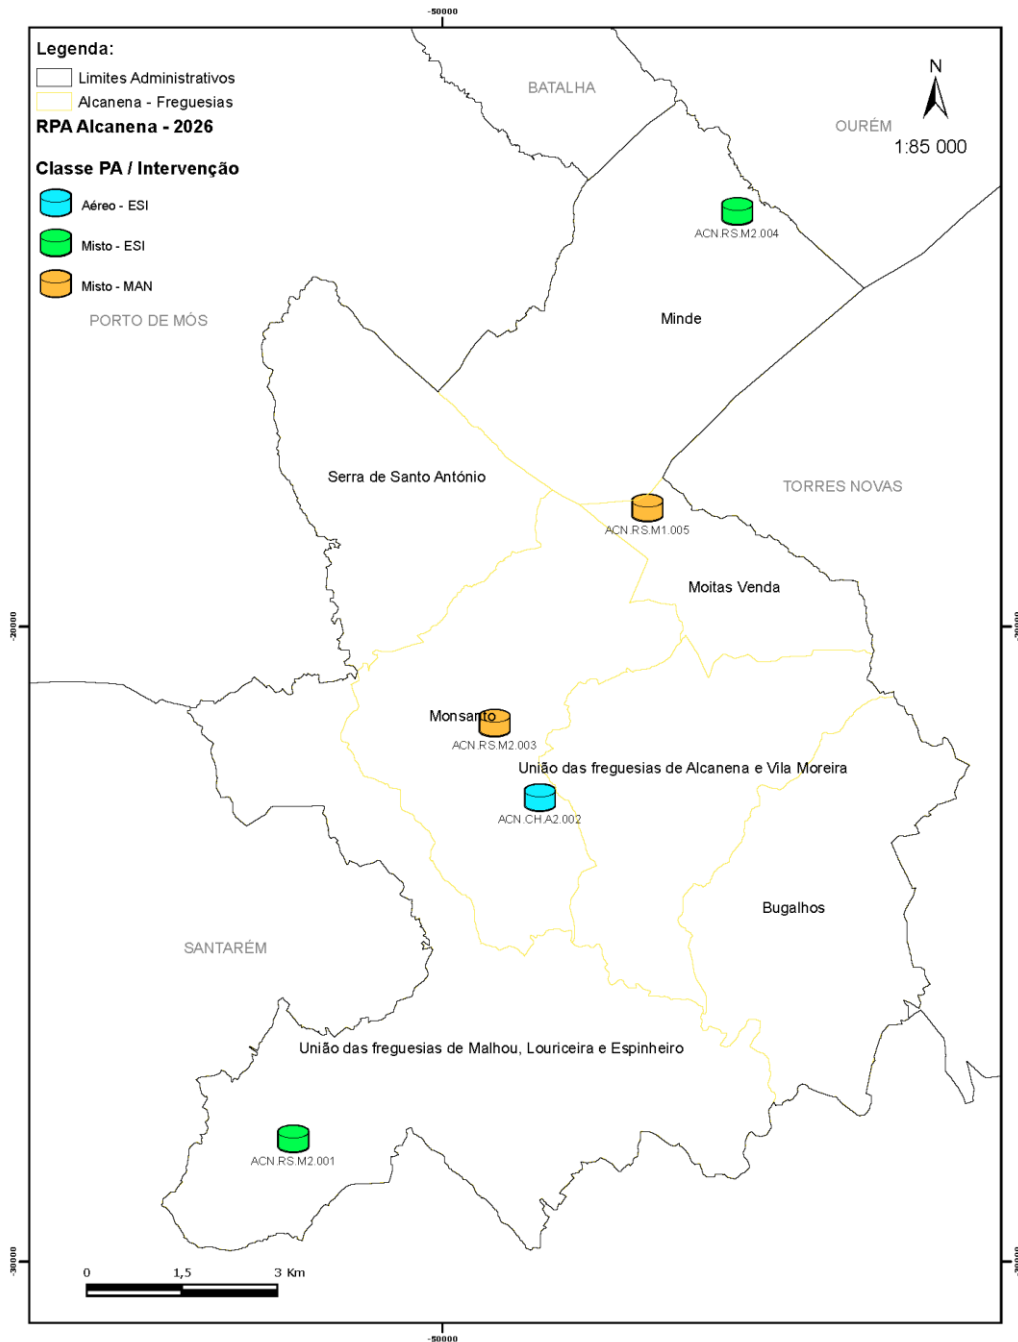 -50000
Legenda:
Limites Administrativos
Alcanena - Freguesias
RPA Alcanena - 2026
Classe PA / Intervenção
Aéreo - ESI
Misto - ESI
Misto - MAN
BATALHA
OURÉM
N
1:85 000
ACN.RS.M2.004
PORTO DE MÓS
Minde
Serra de Santo António
TORRES NOVAS
ACN.RS.M1.005
Moitas Venda
-20000
-20000
Monsanto
ACN.RS.M2.003
União das freguesias de Alcanena e Vila Moreira
ACN.CH.A2.002
Bugalhos
SANTARÉM
União das freguesias de Malhou, Louriceira e Espinheiro
ACN.RS.M2.001
-30000
-30000
0 1,5 3 Km
-50000